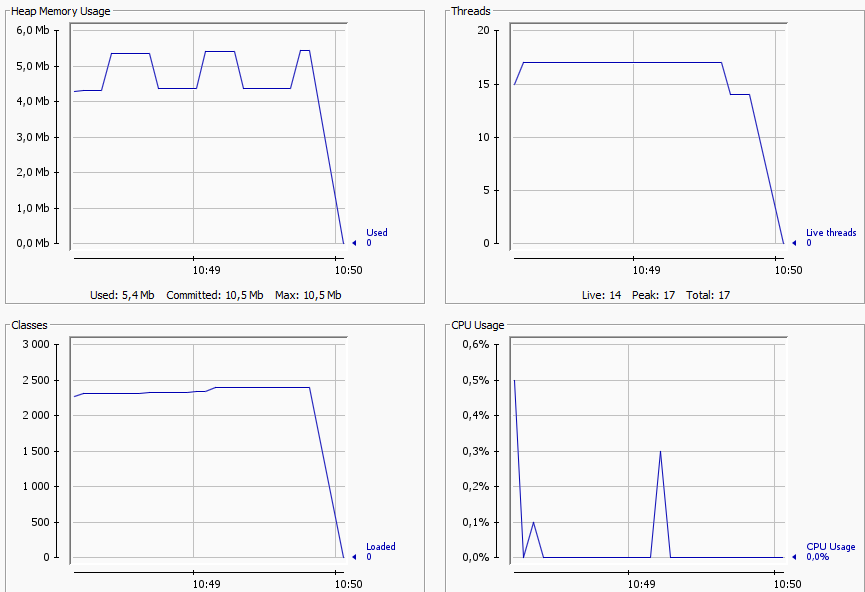 Heap Memory Usage
6,0 Mb
5,0 Mb
4,0 Mb
3,0 Mb
2,0 Mb
1,0 Mb
0,0 Mb
Used
0
10:49
10:50
Used: 5,4 Mb Committed: 10,5 Mb Max: 10,5 Mb
Threads
20
15
10
5
0
Live threads
0
10:49
10:50
Live: 14 Peak: 17 Total: 17
Classes
3 000
2 500
2 000
1 500
1 000
500
0
Loaded
0
10:49
10:50
CPU Usage
0,6%
0,5%
0,4%
0,3%
0,2%
0,1%
0,0%
CPU Usage
0,0%
10:49
10:50